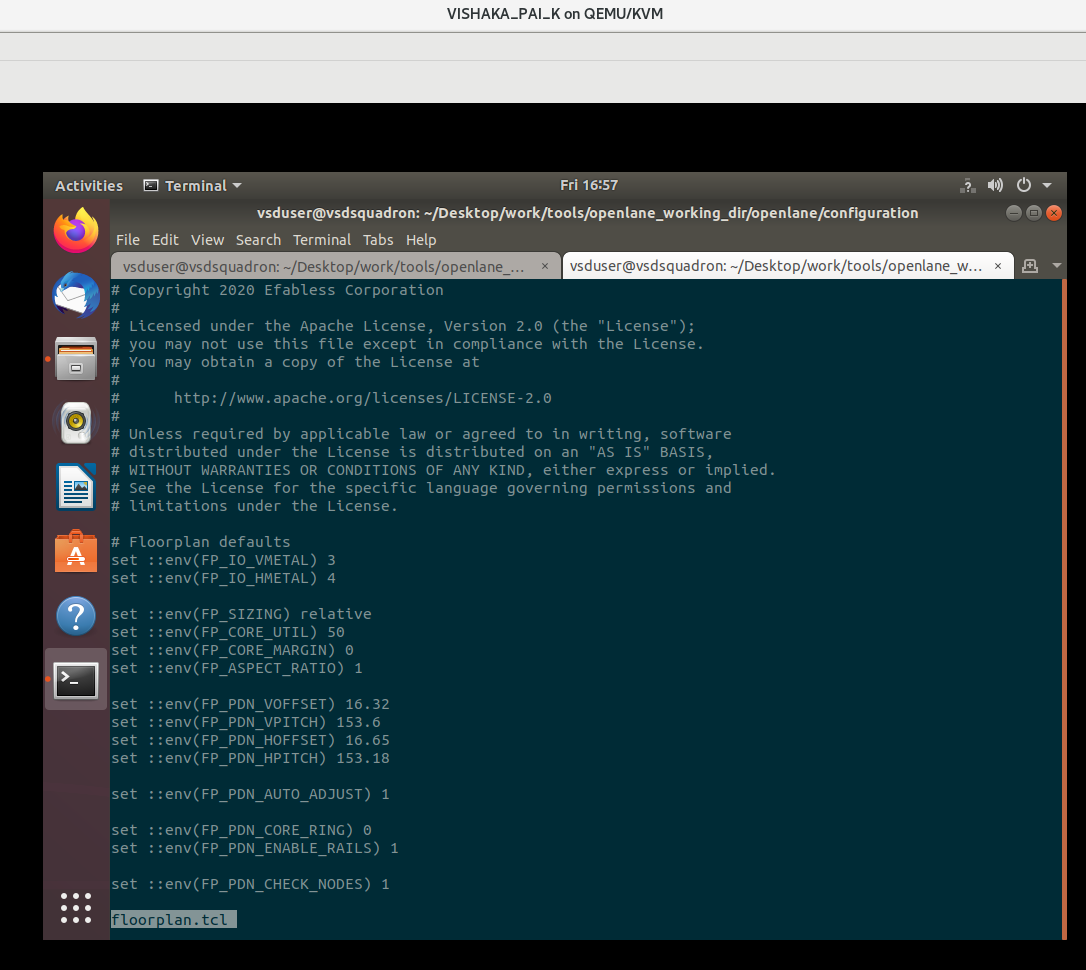 VISHAKA_PAI_K on QEMU/KVM
Activities Terminal Fri 16:57
vsduser@vsdsquadron: ~/Desktop/work/tools/openlane_working_dir/openlane/configuration
File Edit View Search Terminal Tabs Help
vsduser@vsdsquadron: ~/Desktop/work/tools/openlane_... × vsduser@vsdsquadron: ~/Desktop/work/tools/openlane_w... ×
# Copyright 2020 Efabless Corporation
#
# Licensed under the Apache License, Version 2.0 (the "License");
# you may not use this file except in compliance with the License.
# You may obtain a copy of the License at
#
#      http://www.apache.org/licenses/LICENSE-2.0
#
# Unless required by applicable law or agreed to in writing, software
# distributed under the License is distributed on an "AS IS" BASIS,
# WITHOUT WARRANTIES OR CONDITIONS OF ANY KIND, either express or implied.
# See the License for the specific language governing permissions and
# limitations under the License.
# Floorplan defaults
set ::env(FP_IO_VMETAL) 3
set ::env(FP_IO_HMETAL) 4
set ::env(FP_SIZING) relative
set ::env(FP_CORE_UTIL) 50
set ::env(FP_CORE_MARGIN) 0
set ::env(FP_ASPECT_RATIO) 1
set ::env(FP_PDN_VOFFSET) 16.32
set ::env(FP_PDN_VPITCH) 153.6
set ::env(FP_PDN_HOFFSET) 16.65
set ::env(FP_PDN_HPITCH) 153.18
set ::env(FP_PDN_AUTO_ADJUST) 1
set ::env(FP_PDN_CORE_RING) 0
set ::env(FP_PDN_ENABLE_RAILS) 1
set ::env(FP_PDN_CHECK_NODES) 1
floorplan.tcl